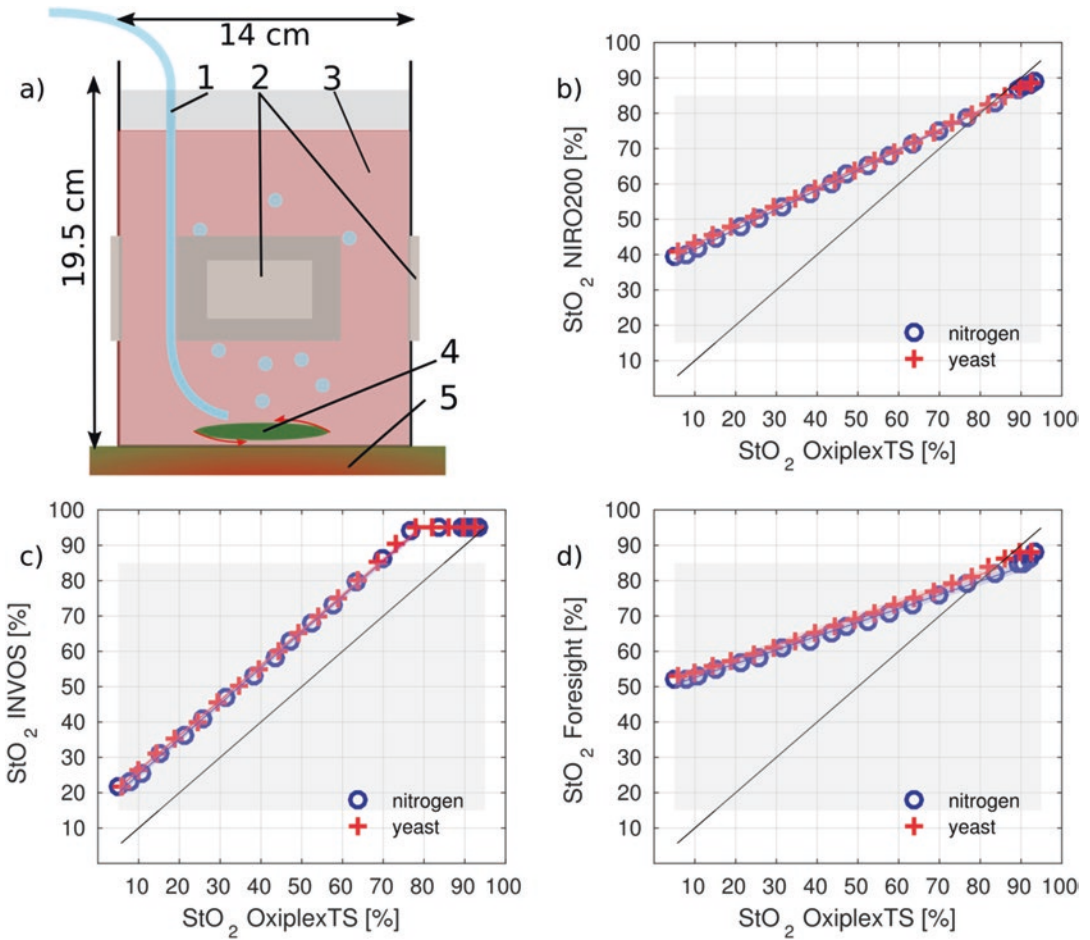 a)
14 cm
19.5 cm
1
2
3
4
5
b)
StO2 NIRO200 [%]
100
90
80
70
60
50
40
30
20
10
nitrogen
yeast
10 20 30 40 50 60 70 80 90 100
StO2 OxiplexTS [%]
c)
StO2 INVOS [%]
100
90
80
70
60
50
40
30
20
10
nitrogen
yeast
10 20 30 40 50 60 70 80 90 100
StO2 OxiplexTS [%]
d)
StO2 Foresight [%]
100
90
80
70
60
50
40
30
20
10
nitrogen
yeast
10 20 30 40 50 60 70 80 90 100
StO2 OxiplexTS [%]